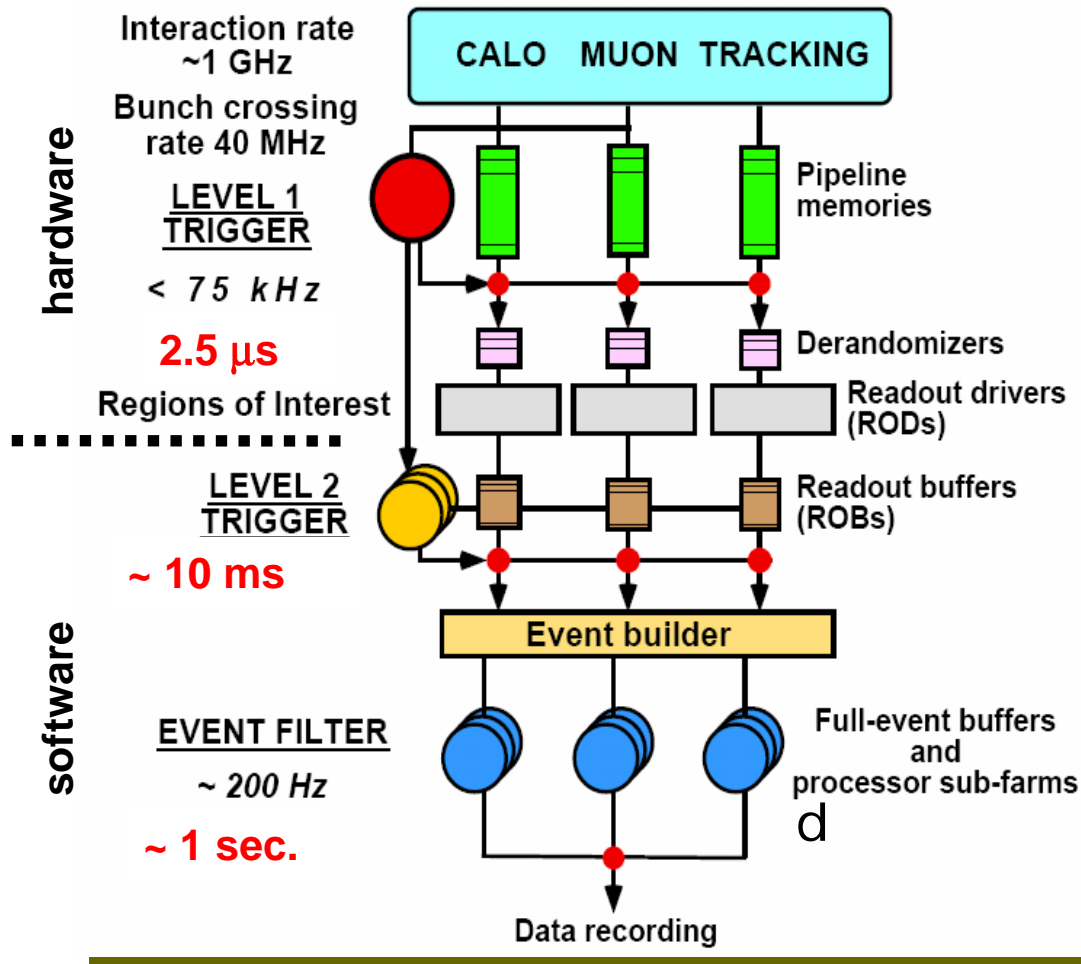 Interaction rate
~1 GHz
CALO MUON TRACKING
Bunch crossing
rate 40 MHz
hardware
LEVEL 1
TRIGGER
Pipeline
memories
< 75 kHz
2.5 μs
Derandomizers
Regions of Interest
Readout drivers
(RODs)
LEVEL 2
TRIGGER
Readout buffers
(ROBs)
~ 10 ms
software
Event builder
EVENT FILTER
~ 200 Hz
Full-event buffers
and
processor sub-farms
d
~ 1 sec.
Data recording